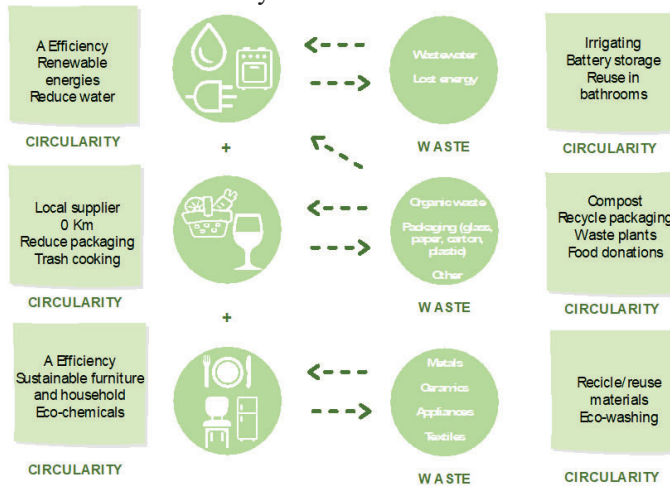 A Efficiency
Renewable
energies
Reduce water
CIRCULARITY
+
Wastewater
Lost energy
WASTE
Irrigating
Battery storage
Reuse in
bathrooms
CIRCULARITY
Local supplier
0 Km
Reduce packaging
Trash cooking
CIRCULARITY
+
Organic waste
Packaging (glass,
paper, carton,
plastic)
Other
WASTE
Compost
Recycle packaging
Waste plants
Food donations
CIRCULARITY
A Efficiency
Sustainable furniture
and household
Eco-chemicals
CIRCULARITY
Metals
Ceramics
Appliances
Textiles
WASTE
Recicle/reuse
materials
Eco-washing
CIRCULARITY